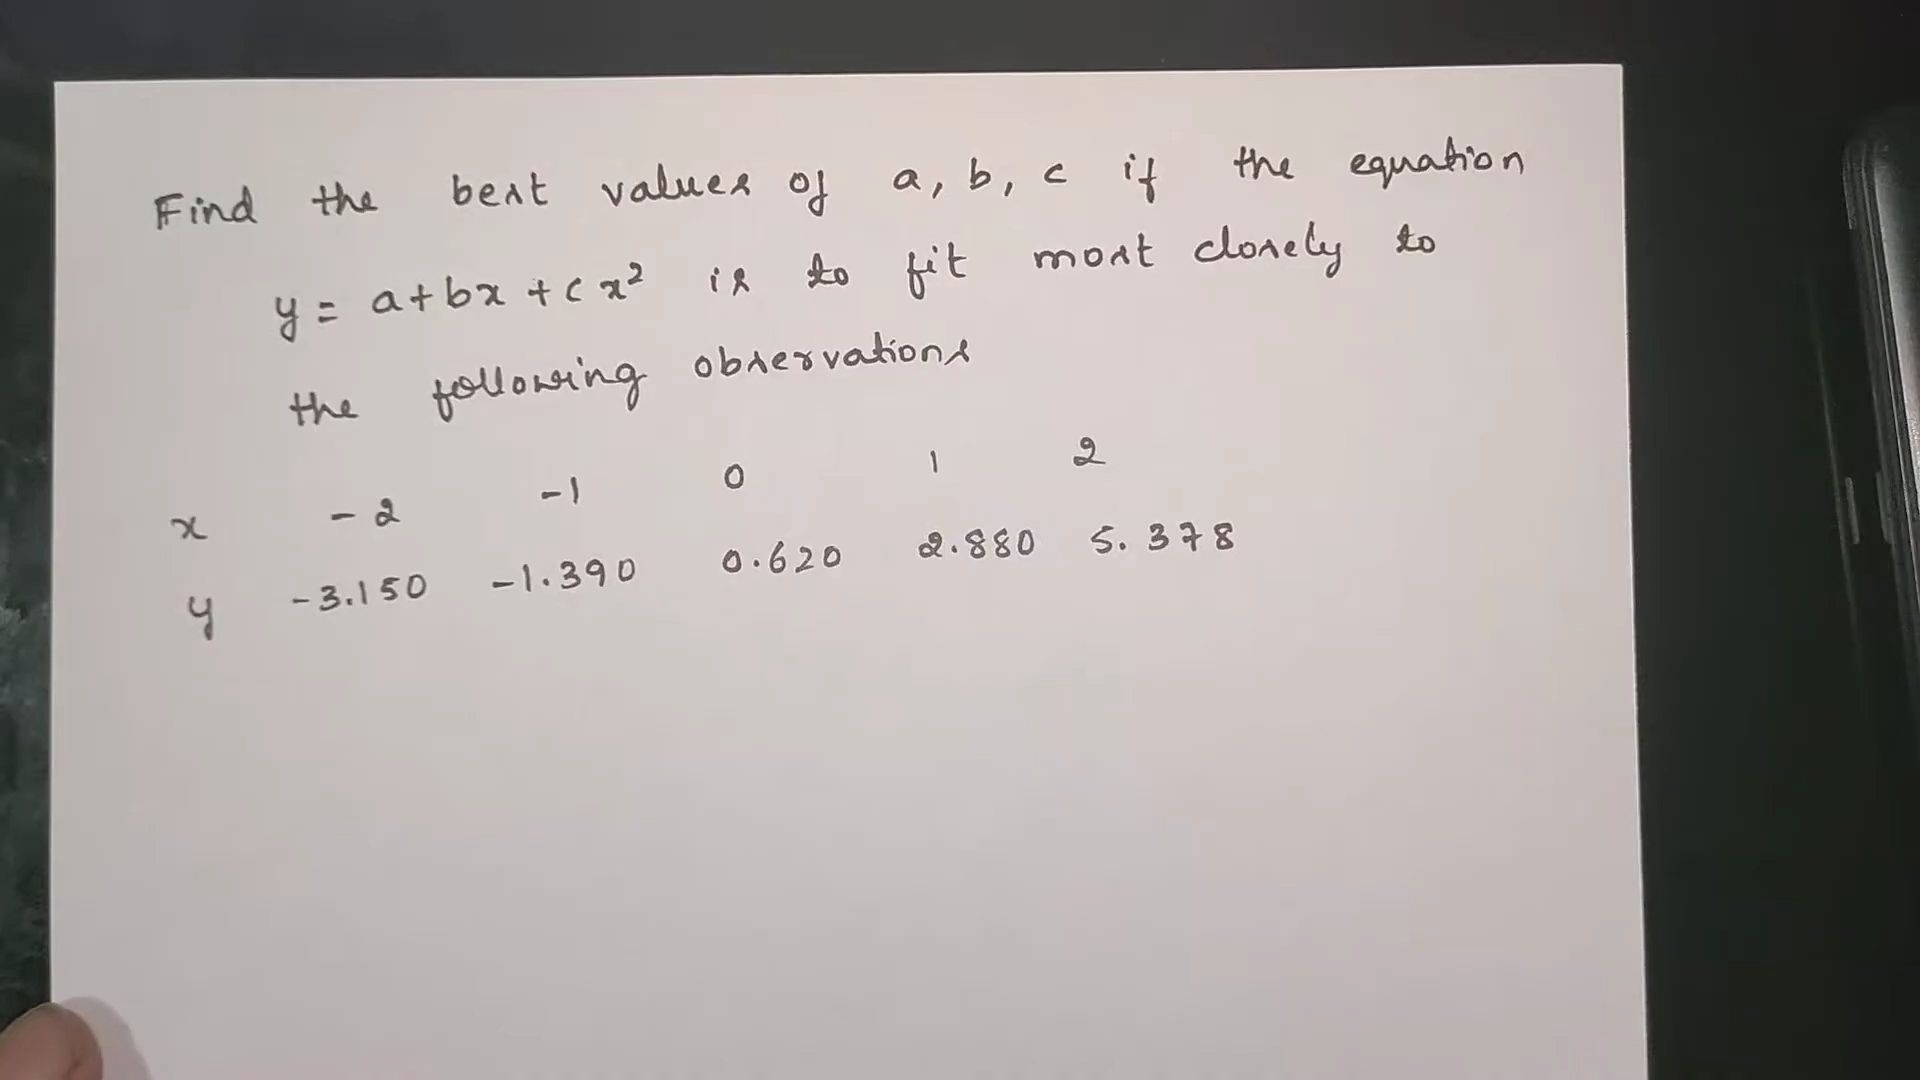 Find the best values of a, b, c if the equation
y = a+bx+cx² is to fit most closely to
the following observations
x -2 -1 0 1 2
y -3.150 -1.390 0.620 2.880 5.378